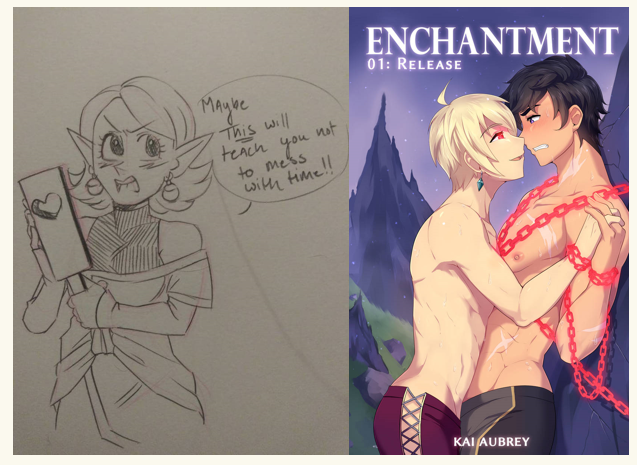 Maybe
This will
teach you not
to mess
with time!!
ENCHANTMENT
01: RELEASE
KAI AUBREY